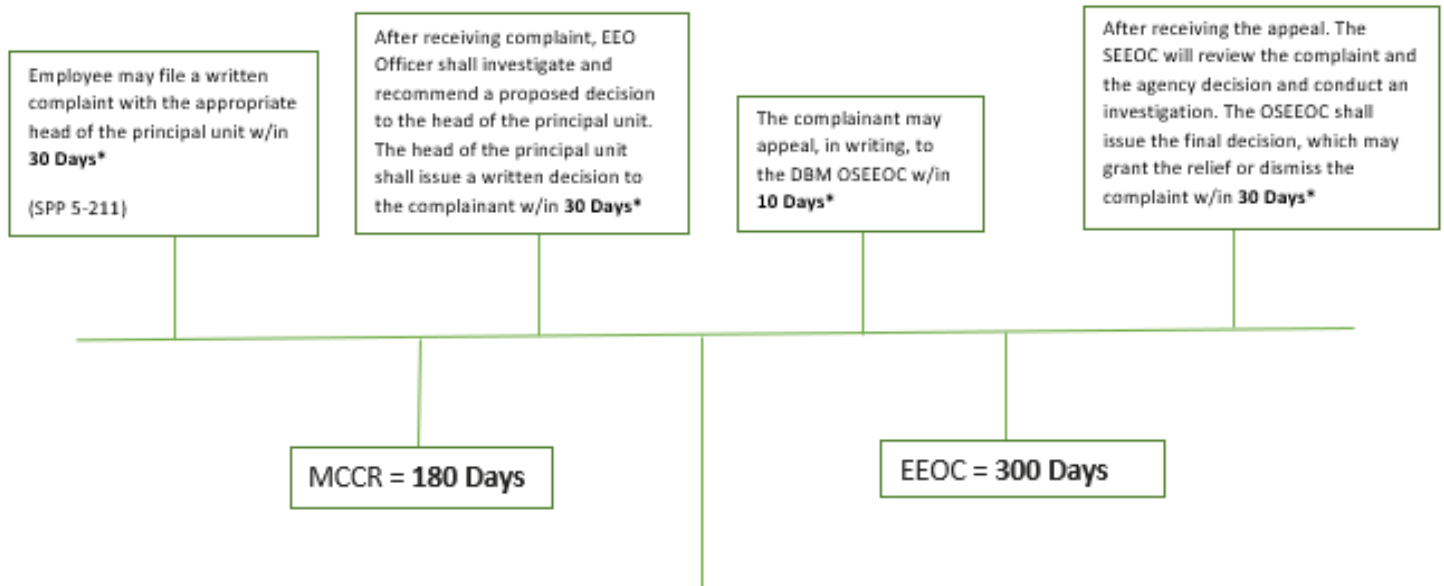 Employee may file a written
complaint with the appropriate
head of the principal unit w/in
30 Days*
(SPP 5-211)
After receiving complaint, EEO
Officer shall investigate and
recommend a proposed decision
to the head of the principal unit.
The head of the principal unit
shall issue a written decision to
the complainant w/in 30 Days*
The complainant may
appeal, in writing, to
the DBM OSEEOC w/in
10 Days*
After receiving the appeal. The
SEEOC will review the complaint and
the agency decision and conduct an
investigation. The OSEEOC shall
issue the final decision, which may
grant the relief or dismiss the
complaint w/in 30 Days*
MCCR = 180 Days
EEOC = 300 Days